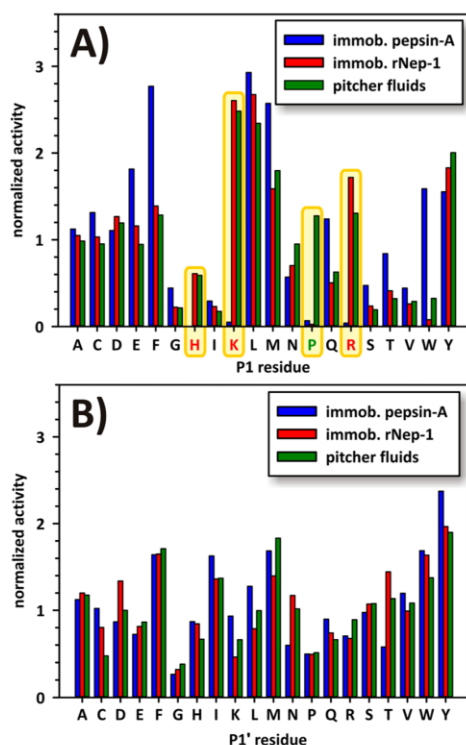 A)
immob. pepsin-A
immob. rNep-1
pitcher fluids
normalized activity
3
2
1
0
A C D E F G H I K L M N P Q R S T V W Y
P1 residue
B)
immob. pepsin-A
immob. rNep-1
pitcher fluids
normalized activity
3
2
1
0
A C D E F G H I K L M N P Q R S T V W Y
P1' residue